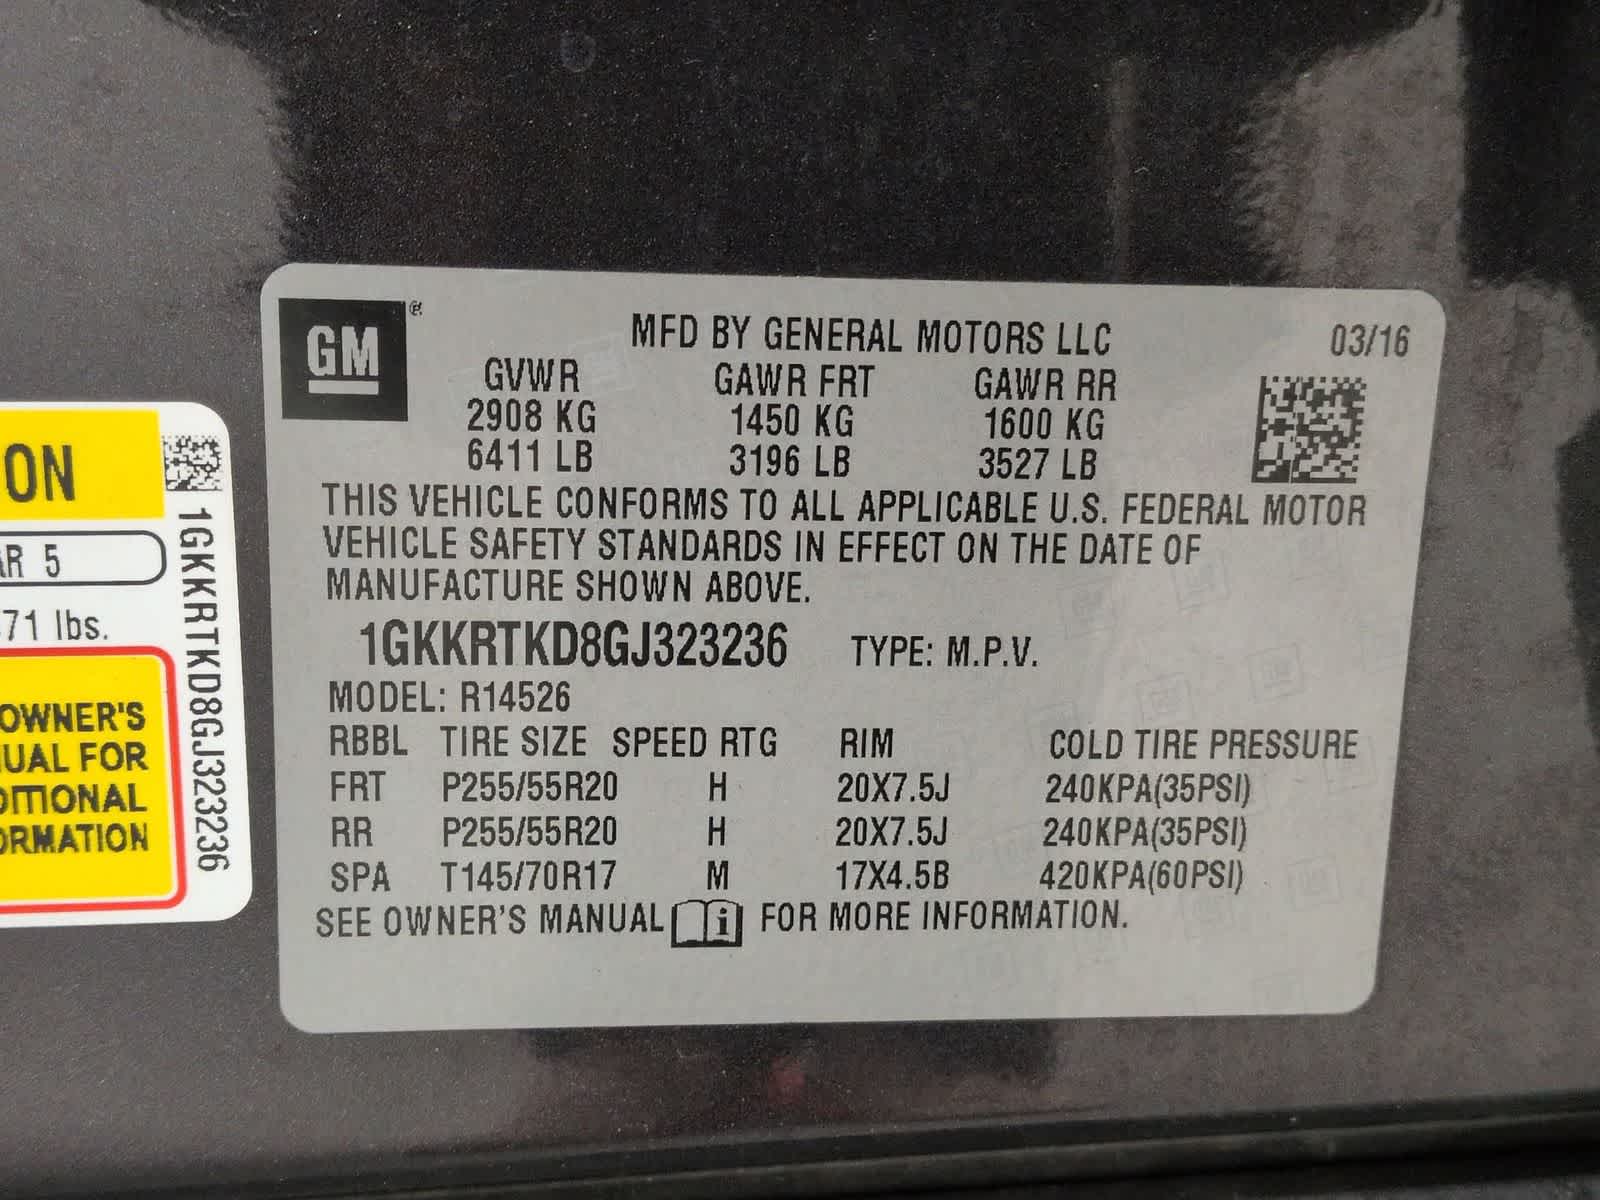 ON
AR 5
71 lbs.
OWNER'S
UAL FOR
DITIONAL
ORMATION
1GKKRTKD8GJ323236
GM
MFD BY GENERAL MOTORS LLC 03/16
GVWR GAWR FRT GAWR RR
2908 KG 1450 KG 1600 KG
6411 LB 3196 LB 3527 LB
THIS VEHICLE CONFORMS TO ALL APPLICABLE U.S. FEDERAL MOTOR
VEHICLE SAFETY STANDARDS IN EFFECT ON THE DATE OF
MANUFACTURE SHOWN ABOVE.
1GKKRTKD8GJ323236 TYPE: M.P.V.
MODEL: R14526
RBBL TIRE SIZE SPEED RTG RIM COLD TIRE PRESSURE
FRT P255/55R20 H 20X7.5J 240KPA(35PSI)
RR P255/55R20 H 20X7.5J 240KPA(35PSI)
SPA T145/70R17 M 17X4.5B 420KPA(60PSI)
SEE OWNER'S MANUAL i FOR MORE INFORMATION.